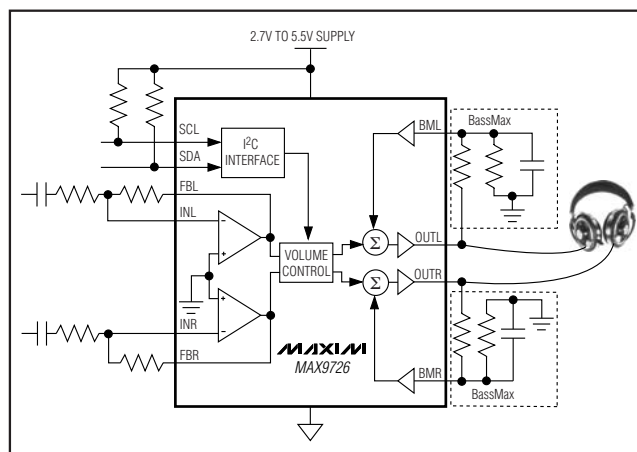 2.7V TO 5.5V SUPPLY
BassMax
SCL
I²C
INTERFACE
BML
SDA
FBL
INL
VOLUME
CONTROL
Σ
OUTL
Σ
OUTR
INR
MAXIM
MAX9726
FBR
BMR
BassMax